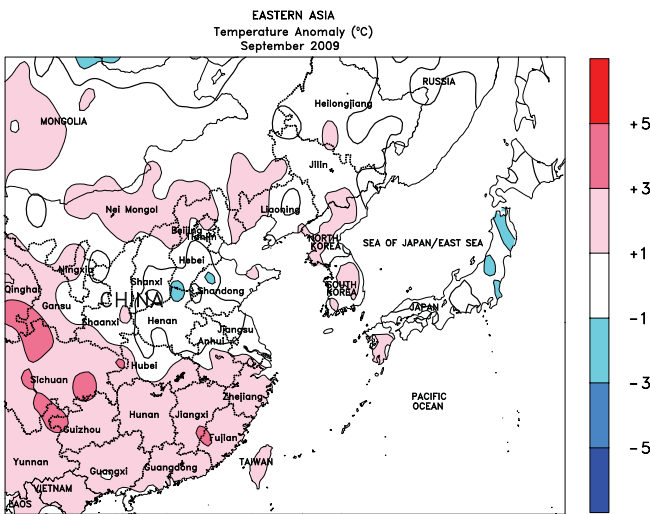 EASTERN ASIA
Temperature Anomaly (°C)
September 2009
RUSSIA
Heilongjiang
MONGOLIA
Jilin
Nei Mongol
Liaoning
Beijing
Tianjin
NORTH
KOREA
SEA OF JAPAN/EAST SEA
Hebei
Ningxia
Shanxi
Qinghai
SOUTH
KOREA
Shandong
CHINA
Gansu
JAPAN
Shaanxi
Henan
Jiangsu
Anhui
Hubei
Sichuan
Zhejiang
PACIFIC
OCEAN
Hunan
Jiangxi
Guizhou
Fujian
Yunnan
Guangxi
Guangdong
TAIWAN
VIETNAM
LAOS
+5
+3
+1
-1
-3
-5